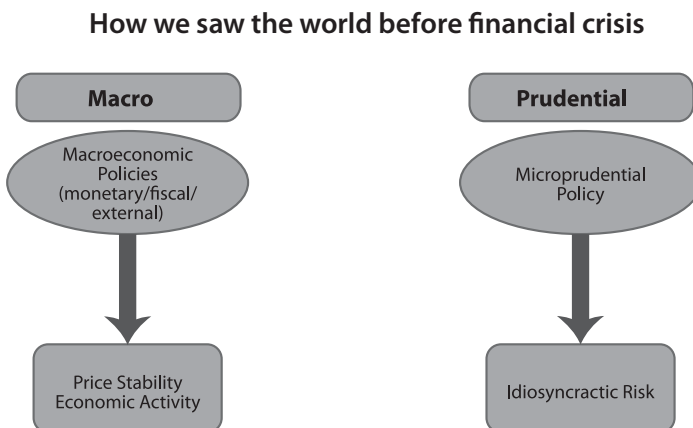 How we saw the world before financial crisis
Macro
Prudential
Macroeconomic
Policies
(monetary/fiscal/
external)
Microprudential
Policy
Price Stability
Economic Activity
Idiosyncractic Risk